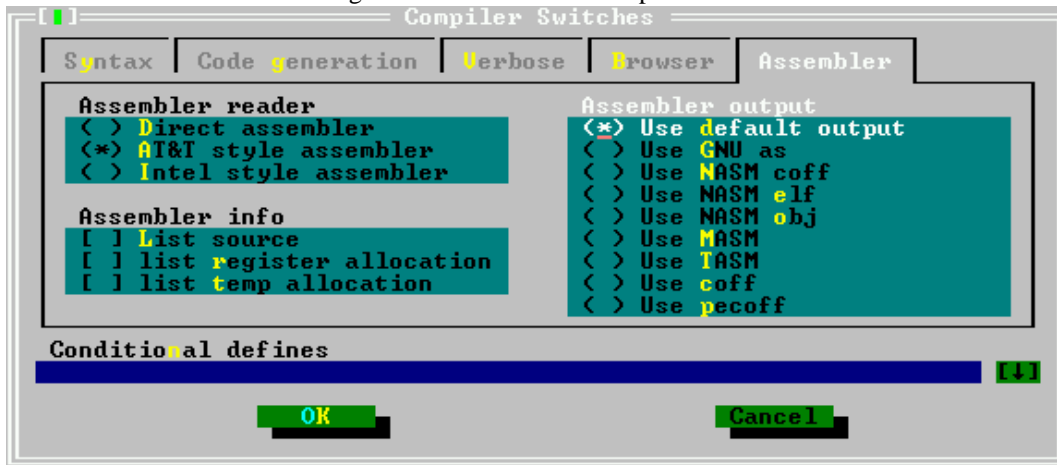 [■] Compiler Switches
Syntax Code generation Verbose Browser Assembler
Assembler reader
( ) Direct assembler
(*) AT&T style assembler
( ) Intel style assembler
Assembler info
[ ] List source
[ ] list register allocation
[ ] list temp allocation
Assembler output
(*) Use default output
( ) Use GNU as
( ) Use NASM coff
( ) Use NASM elf
( ) Use NASM obj
( ) Use MASM
( ) Use TASM
( ) Use coff
( ) Use pecoff
Conditional defines
[↓]
OK Cancel